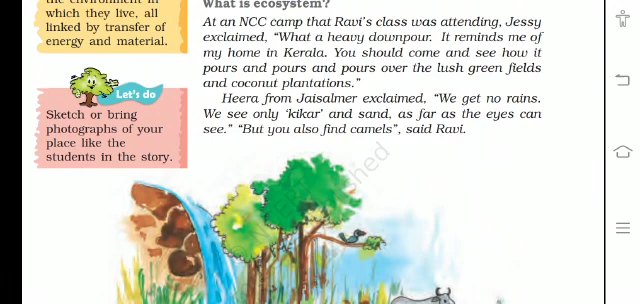 the environment in
which they live, all
linked by transfer of
energy and material.
Let's do
Sketch or bring
photographs of your
place like the
students in the story.
What is ecosystem?
At an NCC camp that Ravi's class was attending, Jessy
exclaimed, "What a heavy downpour. It reminds me of
my home in Kerala. You should come and see how it
pours and pours and pours over the lush green fields
and coconut plantations."
Heera from Jaisalmer exclaimed, "We get no rains.
We see only 'kikar' and sand, as far as the eyes can
see." "But you also find camels", said Ravi.